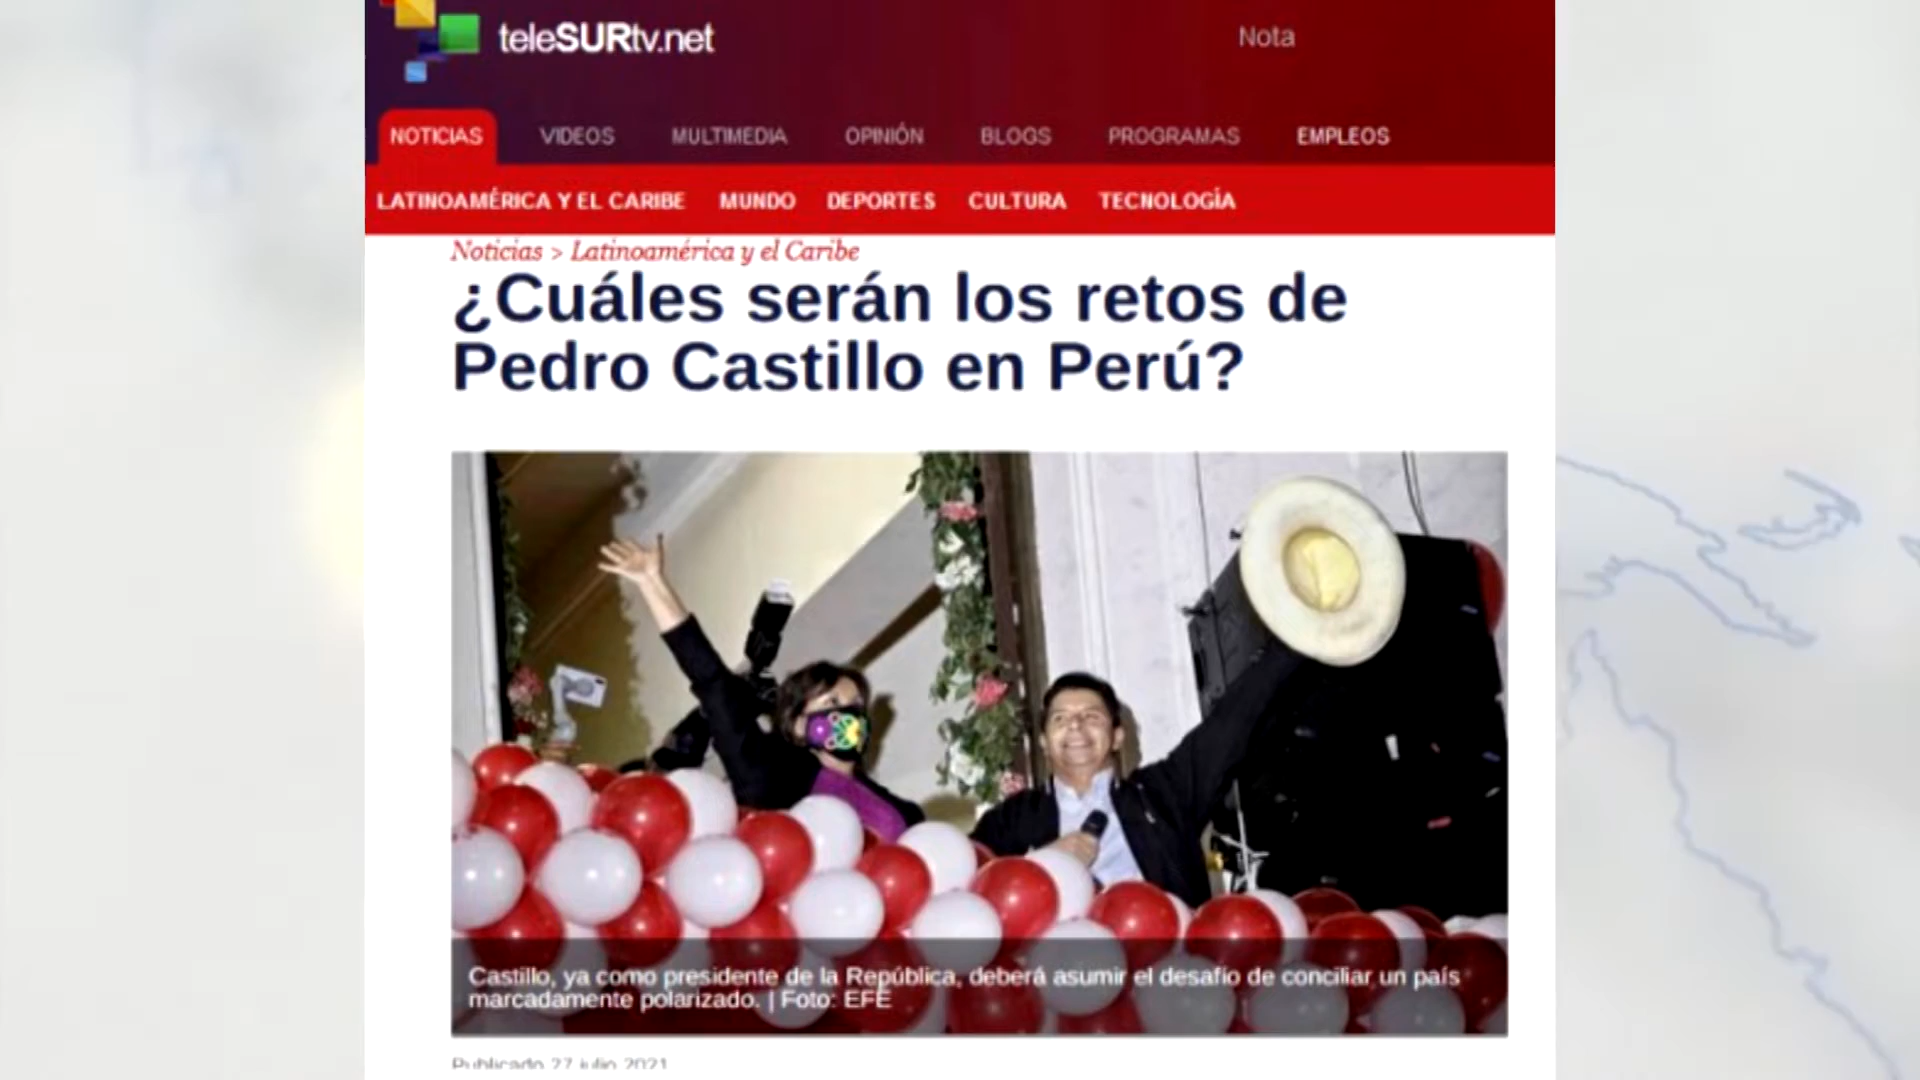 teleSURtv.net
Nota
NOTICIAS VIDEOS MULTIMEDIA OPINIÓN BLOGS PROGRAMAS EMPLEOS
LATINOAMÉRICA Y EL CARIBE MUNDO DEPORTES CULTURA TECNOLOGÍA
Noticias > Latinoamérica y el Caribe
¿Cuáles serán los retos de
Pedro Castillo en Perú?
Castillo, ya como presidente de la República, deberá asumir el desafío de conciliar un país
marcadamente polarizado. | Foto: EFE
Publicado 27 julio 2021